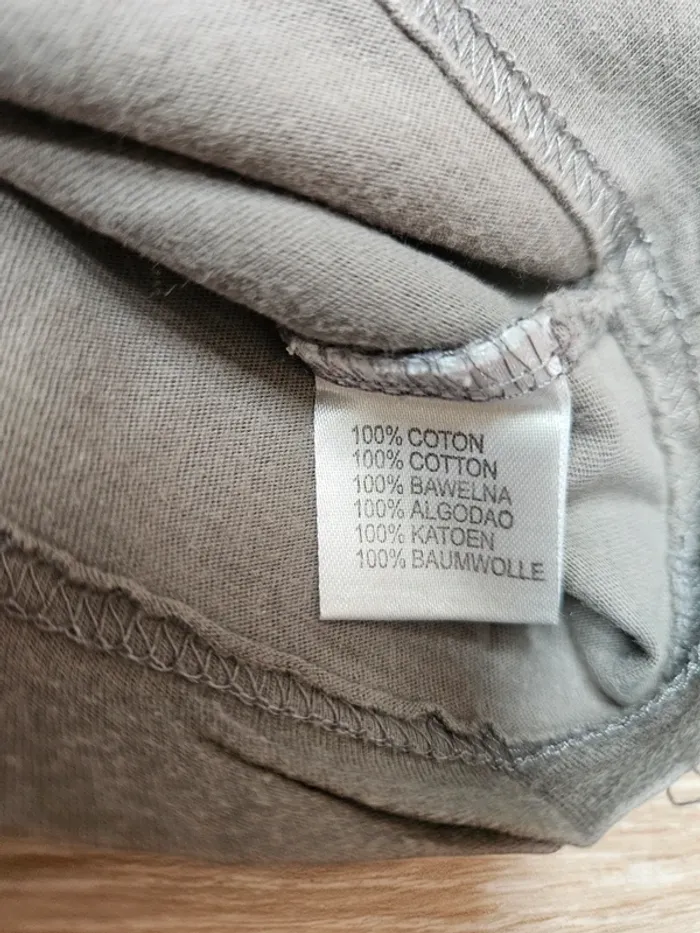 100% COTON
100% COTTON
100% BAWELNA
100% ALGODAO
100% KATOEN
100% BAUMWOLLE